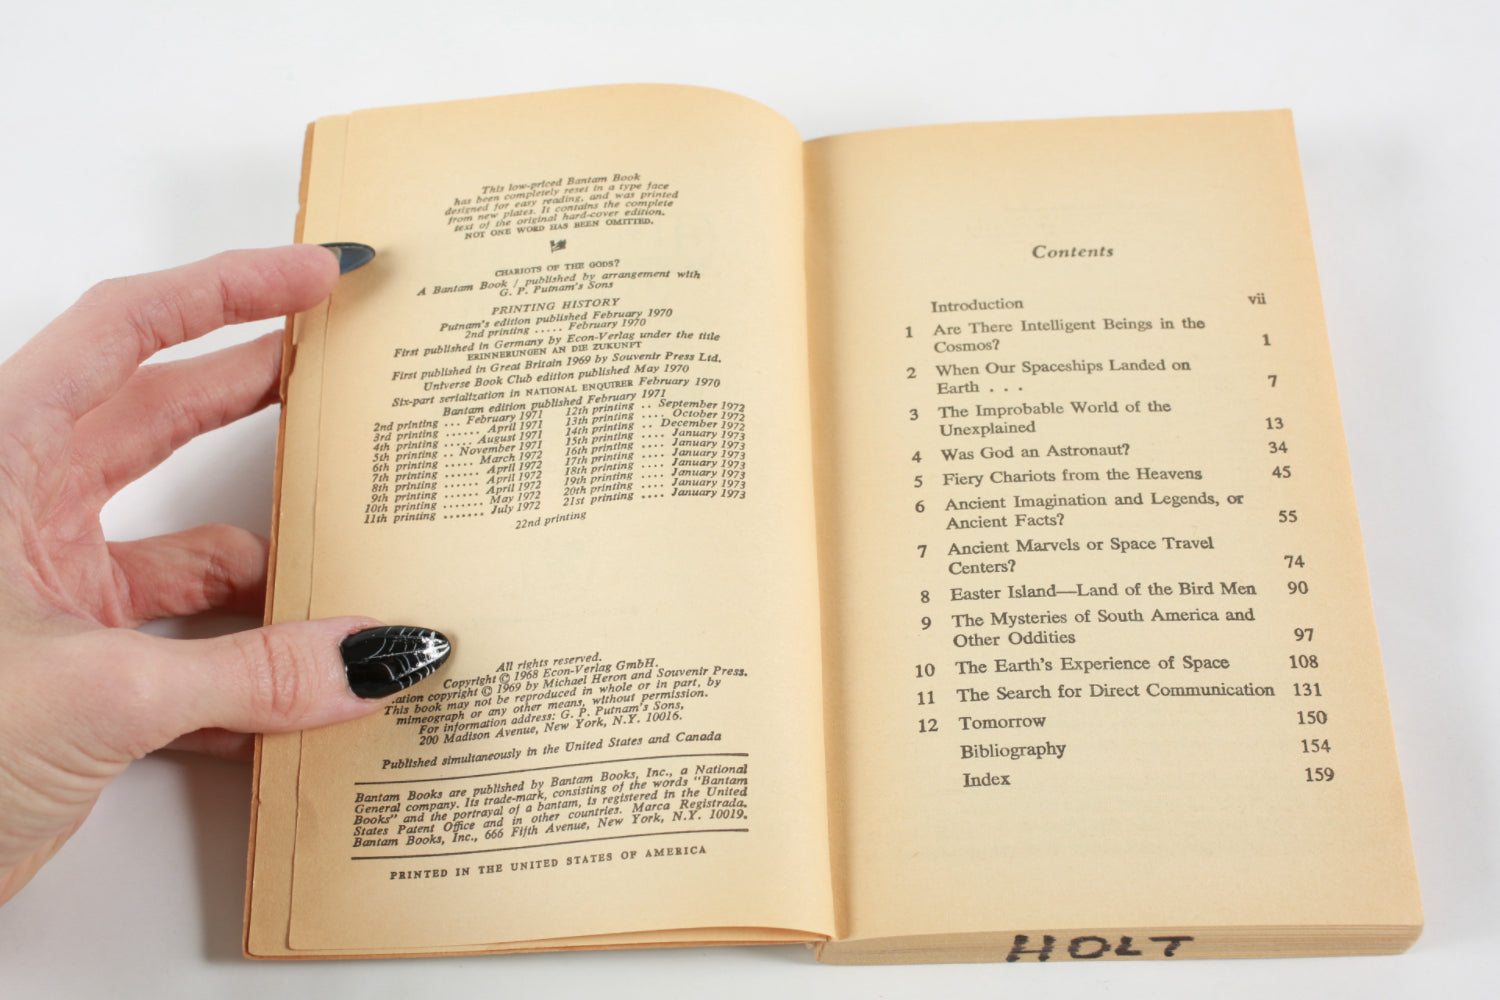 This low-priced Bantam Book
has been completely reset in a type face
designed for easy reading, and was printed
from new plates. It contains the complete
text of the original hard-cover edition.
NOT ONE WORD HAS BEEN OMITTED.
CHARIOTS OF THE GODS?
A Bantam Book / published by arrangement with
G. P. Putnam's Sons
PRINTING HISTORY
Putnam's edition published February 1970
2nd printing ..... February 1970
First published in Germany by Econ-Verlag under the title
ERINNERUNGEN AN DIE ZUKUNFT
First published in Great Britain 1969 by Souvenir Press Ltd.
Universe Book Club edition published May 1970
Six-part serialization in NATIONAL ENQUIRER February 1970
Bantam edition published February 1971
2nd printing ... February 1971
3rd printing ...... April 1971
4th printing ..... August 1971
5th printing .. November 1971
6th printing ..... March 1972
7th printing ...... April 1972
8th printing ...... April 1972
9th printing ...... April 1972
10th printing ...... May 1972
11th printing ....... July 1972
12th printing .. September 1972
13th printing .... October 1972
14th printing .. December 1972
15th printing .... January 1973
16th printing .... January 1973
17th printing .... January 1973
18th printing .... January 1973
19th printing .... January 1973
20th printing .... January 1973
21st printing .... January 1973
22nd printing
All rights reserved.
Copyright © 1968 Econ-Verlag GmbH.
ation copyright © 1969 by Michael Heron and Souvenir Press.
This book may not be reproduced in whole or in part, by
mimeograph or any other means, without permission.
For information address: G. P. Putnam's Sons,
200 Madison Avenue, New York, N.Y. 10016.
Published simultaneously in the United States and Canada
Bantam Books are published by Bantam Books, Inc., a National
General company. Its trade-mark, consisting of the words "Bantam
Books" and the portrayal of a bantam, is registered in the United
States Patent Office and in other countries. Marca Registrada.
Bantam Books, Inc., 666 Fifth Avenue, New York, N.Y. 10019.
PRINTED IN THE UNITED STATES OF AMERICA
Contents
Introduction vii
1 Are There Intelligent Beings in the
Cosmos? 1
2 When Our Spaceships Landed on
Earth . . . 7
3 The Improbable World of the
Unexplained 13
4 Was God an Astronaut? 34
5 Fiery Chariots from the Heavens 45
6 Ancient Imagination and Legends, or
Ancient Facts? 55
7 Ancient Marvels or Space Travel
Centers? 74
8 Easter Island—Land of the Bird Men 90
9 The Mysteries of South America and
Other Oddities 97
10 The Earth's Experience of Space 108
11 The Search for Direct Communication 131
12 Tomorrow 150
Bibliography 154
Index 159
HOLT